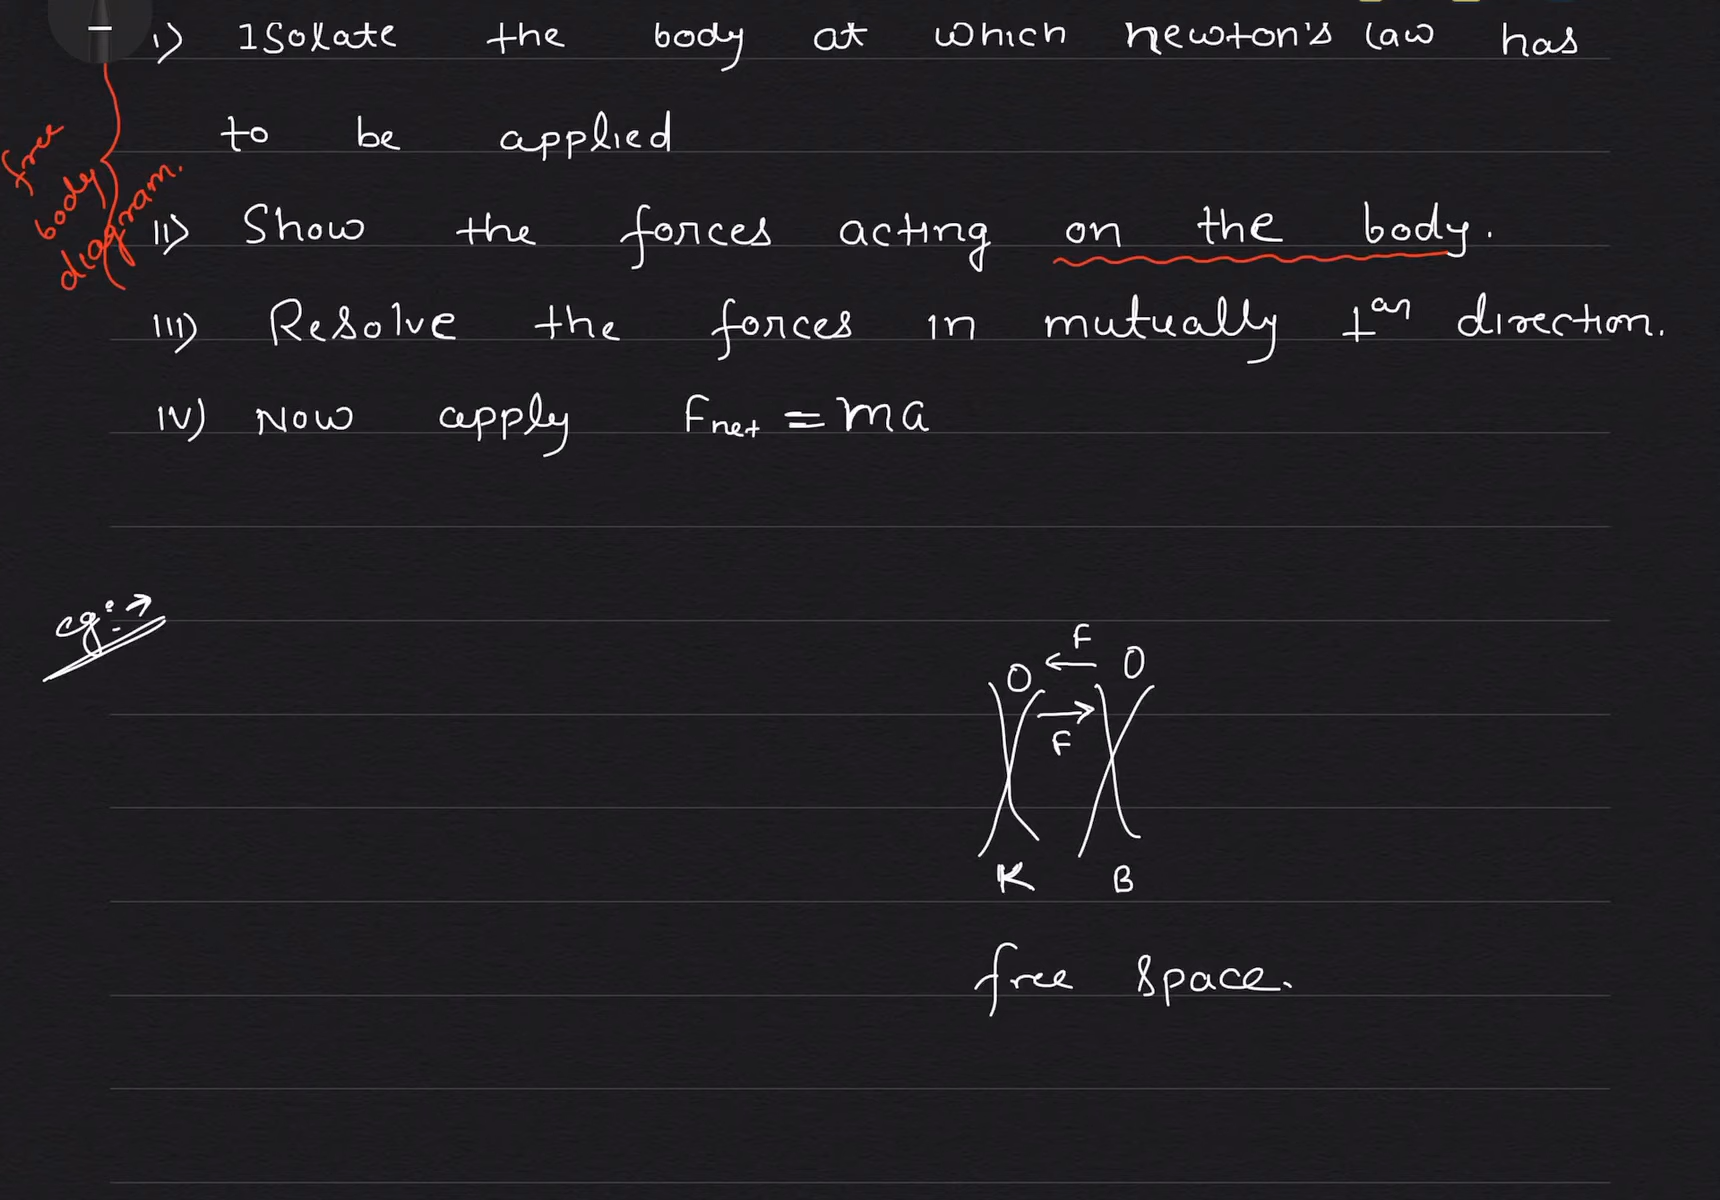 i) Isolate the body at which newton's law has
to be applied
free
body
diagram.
ii) Show the forces acting on the body.
iii) Resolve the forces in mutually ⊥ar direction.
iv) Now apply Fnet = ma
eg:→
F
F
K B
free space.